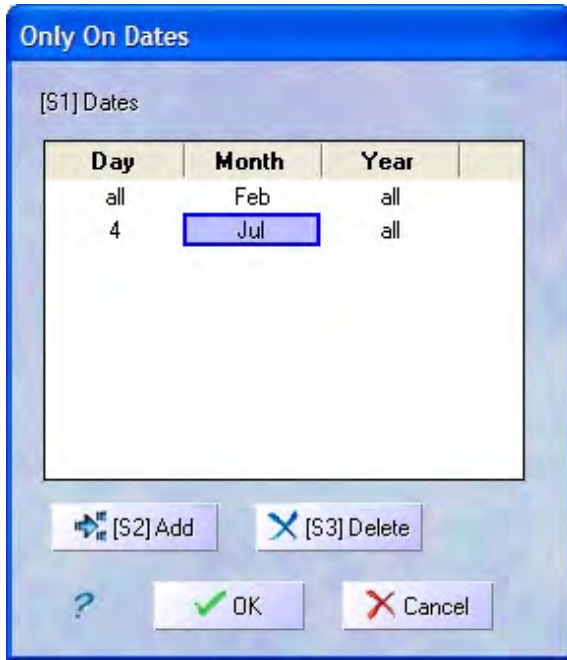 Only On Dates
[S1] Dates
Day Month Year
all Feb all
4 Jul all
[S2] Add [S3] Delete
? OK Cancel